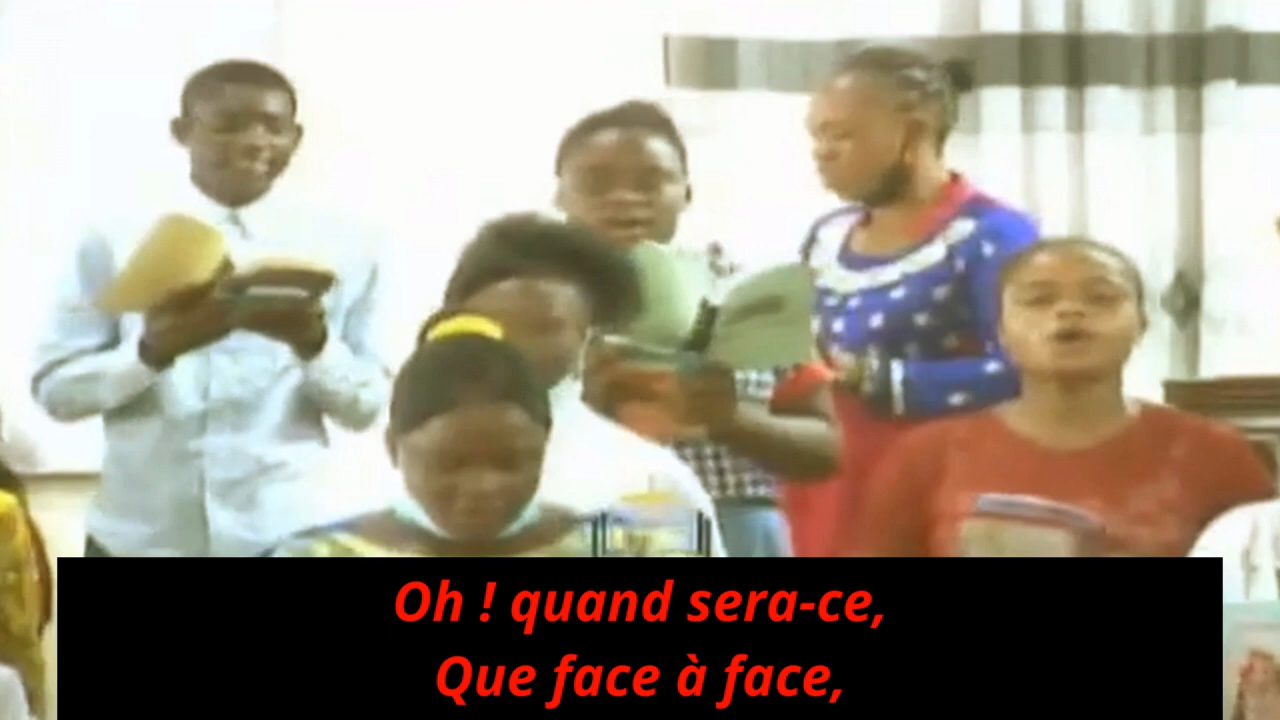 Oh ! quand sera-ce,
Que face à face,